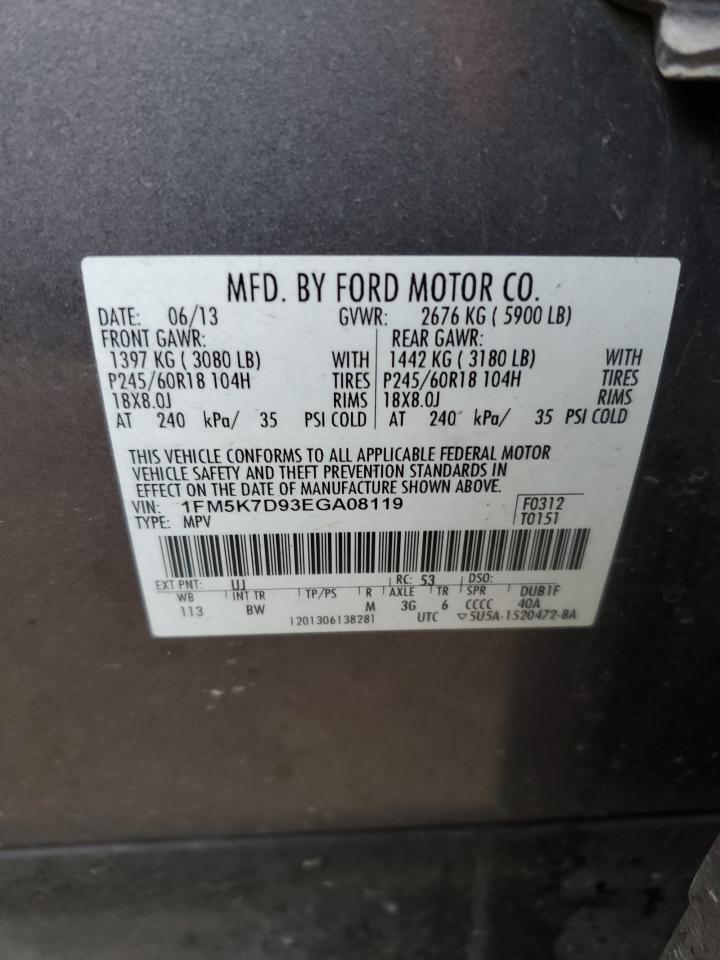 MFD. BY FORD MOTOR CO.
DATE: 06/13 GVWR: 2676 KG ( 5900 LB)
FRONT GAWR: REAR GAWR:
1397 KG ( 3080 LB) WITH 1442 KG ( 3180 LB) WITH
P245/60R18 104H TIRES P245/60R18 104H TIRES
18X8.0J RIMS 18X8.0J RIMS
AT 240 kPa/ 35 PSI COLD AT 240 kPa/ 35 PSI COLD
THIS VEHICLE CONFORMS TO ALL APPLICABLE FEDERAL MOTOR
VEHICLE SAFETY AND THEFT PREVENTION STANDARDS IN
EFFECT ON THE DATE OF MANUFACTURE SHOWN ABOVE.
VIN: 1FM5K7D93EGA08119 F0312
TYPE: MPV T0151
EXT PNT: UJ RC: 53 DSO:
WB INT TR TP/PS R AXLE TR SPR DUB1F
113 BW M 3G 6 CCCC 40A
1201306138281 UTC ▽5U5A-1520472-BA